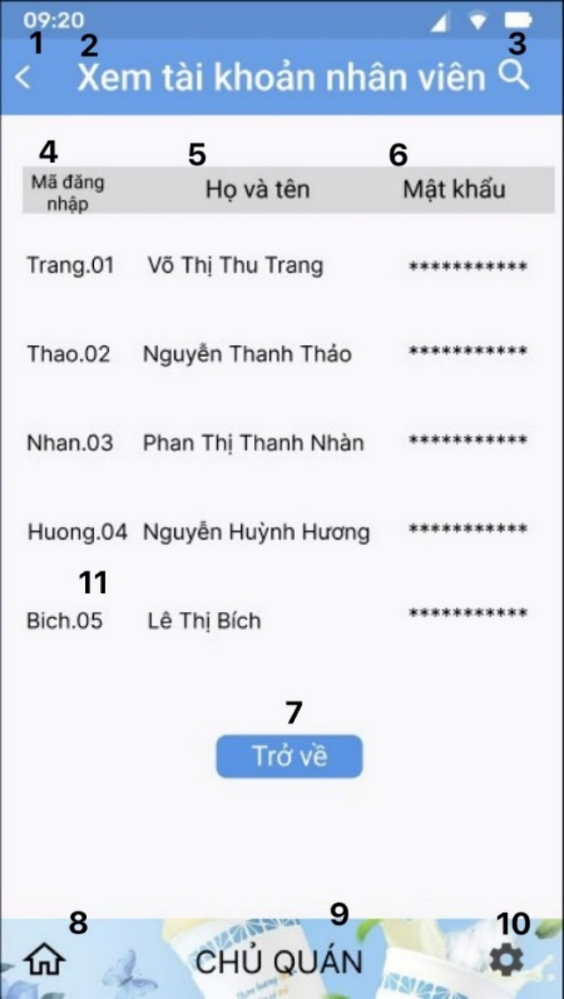 09:20
1 2 3
Xem tài khoản nhân viên
4 5 6
Mã đăng nhập Họ và tên Mật khẩu
Trang.01 Võ Thị Thu Trang ***********
Thao.02 Nguyễn Thanh Thảo ***********
Nhan.03 Phan Thị Thanh Nhàn ***********
Huong.04 Nguyễn Huỳnh Hương ***********
11
Bich.05 Lê Thị Bích ***********
7
Trở về
8 9 10
CHỦ QUÁN